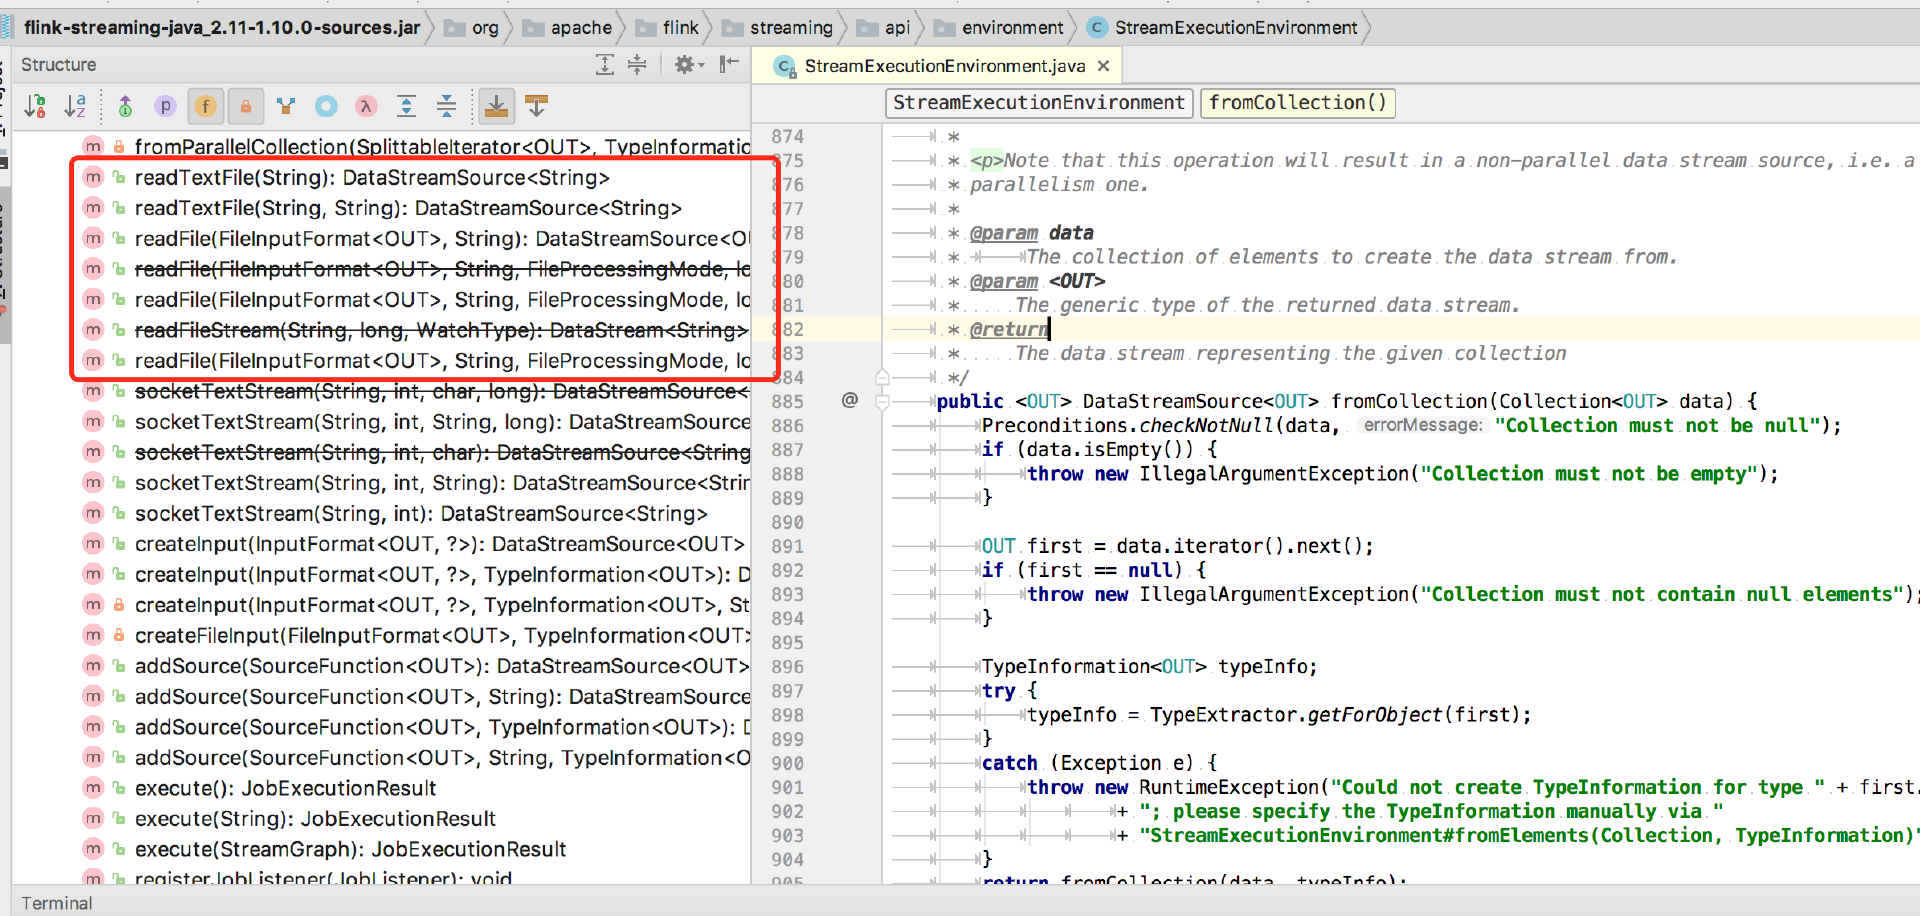 flink-streaming-java_2.11-1.10.0-sources.jar org apache flink streaming api environment StreamExecutionEnvironment
Structure
StreamExecutionEnvironment.java
StreamExecutionEnvironment fromCollection()
fromParallelCollection(SplittableIterator<OUT>, TypeInformatio
readTextFile(String): DataStreamSource<String>
readTextFile(String, String): DataStreamSource<String>
readFile(FileInputFormat<OUT>, String): DataStreamSource<OU
readFile(FileInputFormat<OUT>, String, FileProcessingMode, lo
readFile(FileInputFormat<OUT>, String, FileProcessingMode, lo
readFileStream(String, long, WatchType): DataStream<String>
readFile(FileInputFormat<OUT>, String, FileProcessingMode, lo
socketTextStream(String, int, char, long): DataStreamSource<
socketTextStream(String, int, String, long): DataStreamSource
socketTextStream(String, int, char): DataStreamSource<String
socketTextStream(String, int, String): DataStreamSource<Strin
socketTextStream(String, int): DataStreamSource<String>
createInput(InputFormat<OUT, ?>): DataStreamSource<OUT>
createInput(InputFormat<OUT, ?>, TypeInformation<OUT>): D
createInput(InputFormat<OUT, ?>, TypeInformation<OUT>, St
createFileInput(FileInputFormat<OUT>, TypeInformation<OUT>
addSource(SourceFunction<OUT>): DataStreamSource<OUT>
addSource(SourceFunction<OUT>, String): DataStreamSource
addSource(SourceFunction<OUT>, TypeInformation<OUT>): D
addSource(SourceFunction<OUT>, String, TypeInformation<O
execute(): JobExecutionResult
execute(String): JobExecutionResult
execute(StreamGraph): JobExecutionResult
registerJobListener(JobListener): void
874 *
875 * <p>Note that this operation will result in a non-parallel data stream source, i.e. a
876 * parallelism one.
877 *
878 * @param data
879 * The collection of elements to create the data stream from.
880 * @param <OUT>
881 * The generic type of the returned data stream.
882 * @return
883 * The data stream representing the given collection
884 */
885 @ public <OUT> DataStreamSource<OUT> fromCollection(Collection<OUT> data) {
886 Preconditions.checkNotNull(data, errorMessage: "Collection must not be null");
887 if (data.isEmpty()) {
888 throw new IllegalArgumentException("Collection must not be empty");
889 }
890
891 OUT first = data.iterator().next();
892 if (first == null) {
893 throw new IllegalArgumentException("Collection must not contain null elements");
894 }
895
896 TypeInformation<OUT> typeInfo;
897 try {
898 typeInfo = TypeExtractor.getForObject(first);
899 }
900 catch (Exception e) {
901 throw new RuntimeException("Could not create TypeInformation for type " + first.
902 + "; please specify the TypeInformation manually via "
903 + "StreamExecutionEnvironment#fromElements(Collection, TypeInformation)"
904 }
905 return fromCollection(data, typeInfo);
Terminal